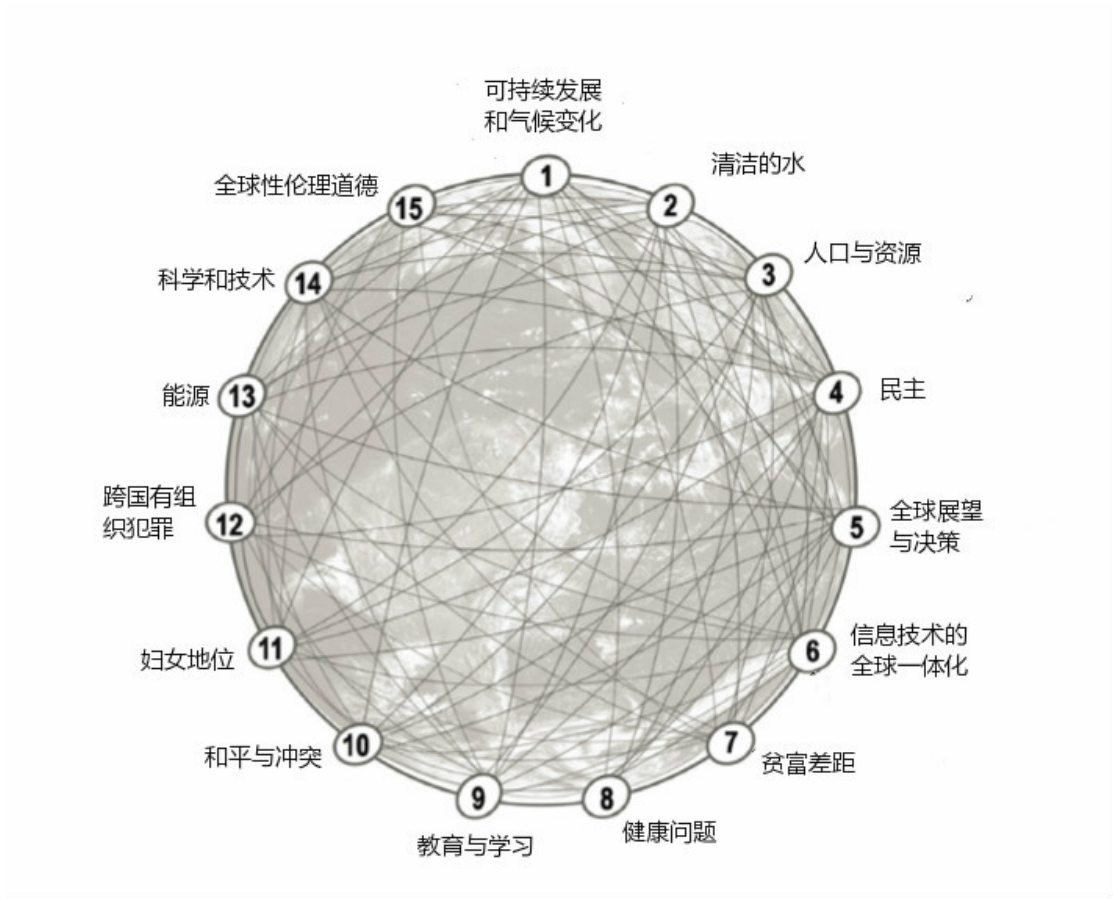 可持续发展
和气候变化
1
清洁的水
2
人口与资源
3
民主
4
全球展望
与决策
5
信息技术的
全球一体化
6
贫富差距
7
健康问题
8
教育与学习
9
和平与冲突
10
妇女地位
11
跨国有组
织犯罪
12
能源
13
科学和技术
14
全球性伦理道德
15